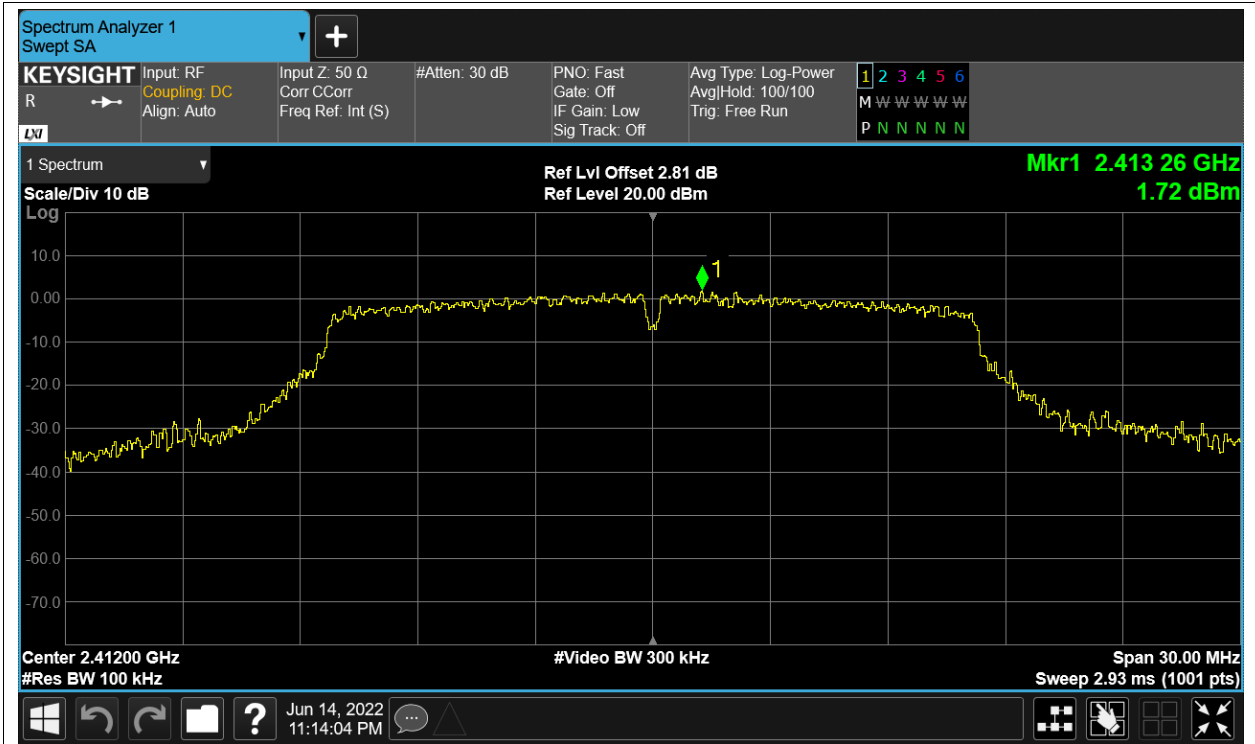 Spectrum Analyzer 1
Swept SA
KEYSIGHT
R
LXI
Input: RF
Coupling: DC
Align: Auto
Input Z: 50 Ω
Corr CCorr
Freq Ref: Int (S)
#Atten: 30 dB
PNO: Fast
Gate: Off
IF Gain: Low
Sig Track: Off
Avg Type: Log-Power
Avg|Hold: 100/100
Trig: Free Run
1 2 3 4 5 6
M W W W W W
P N N N N N
1 Spectrum
Scale/Div 10 dB
Log
Ref Lvl Offset 2.81 dB
Ref Level 20.00 dBm
Mkr1 2.413 26 GHz
1.72 dBm
1
10.0
0.00
-10.0
-20.0
-30.0
-40.0
-50.0
-60.0
-70.0
Center 2.41200 GHz
#Res BW 100 kHz
#Video BW 300 kHz
Span 30.00 MHz
Sweep 2.93 ms (1001 pts)
?
Jun 14, 2022
11:14:04 PM